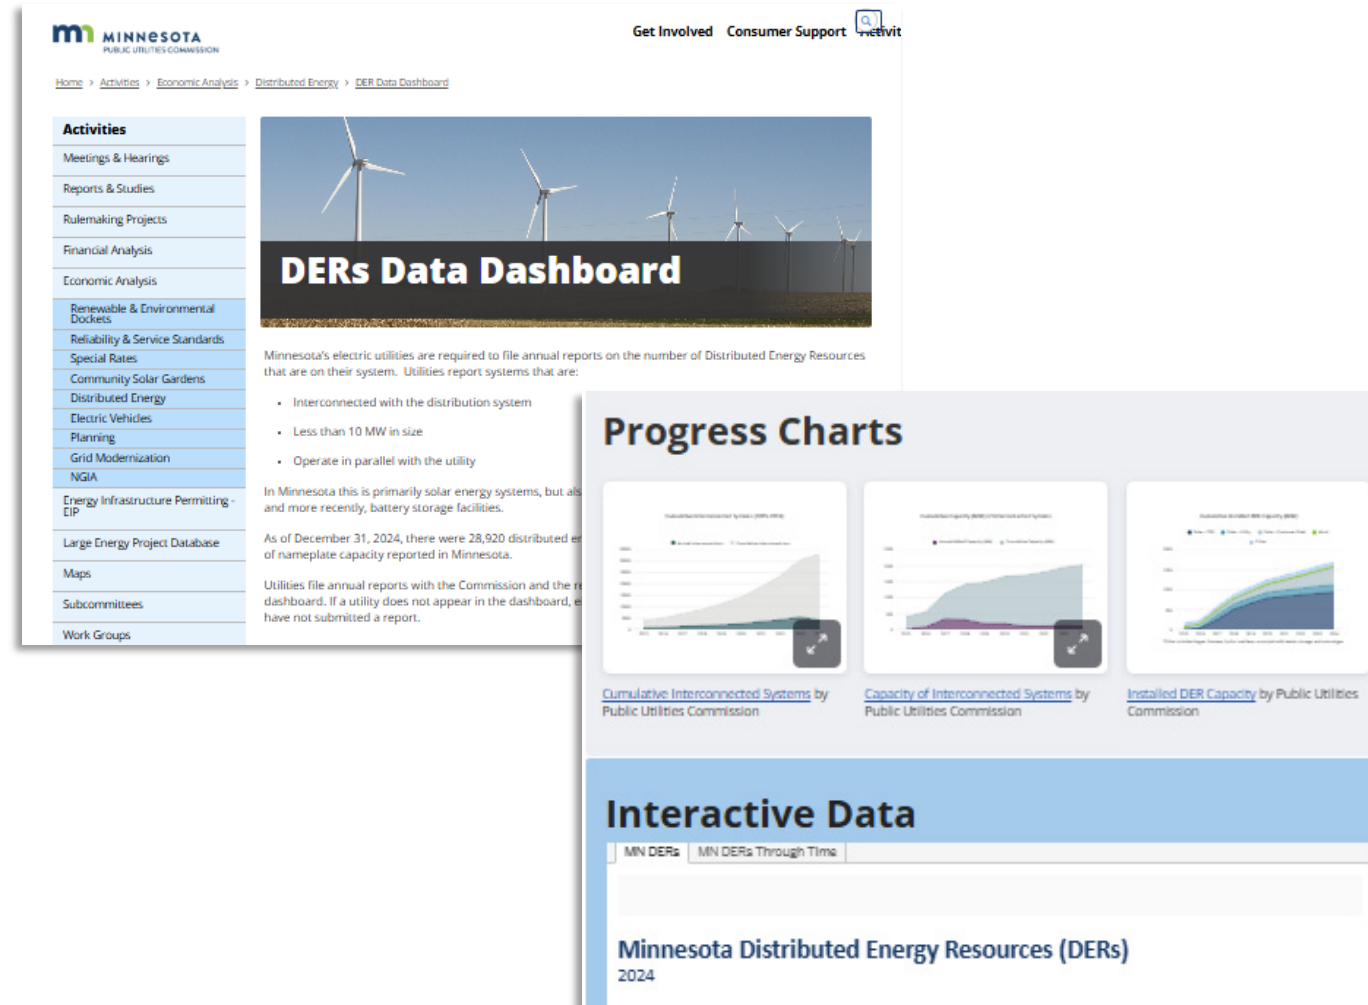 MINNESOTA
PUBLIC UTILITIES COMMISSION
Get Involved Consumer Support Activit
Home > Activities > Economic Analysis > Distributed Energy > DER Data Dashboard
Activities
Meetings & Hearings
Reports & Studies
Rulemaking Projects
Financial Analysis
Economic Analysis
Renewable & Environmental
Dockets
Reliability & Service Standards
Special Rates
Community Solar Gardens
Distributed Energy
Electric Vehicles
Planning
Grid Modernization
NGIA
Energy Infrastructure Permitting -
EIP
Large Energy Project Database
Maps
Subcommittees
Work Groups
DERs Data Dashboard
Minnesota's electric utilities are required to file annual reports on the number of Distributed Energy Resources
that are on their system. Utilities report systems that are:
• Interconnected with the distribution system
• Less than 10 MW in size
• Operate in parallel with the utility
In Minnesota this is primarily solar energy systems, but als
and more recently, battery storage facilities.
As of December 31, 2024, there were 28,920 distributed en
of nameplate capacity reported in Minnesota.
Utilities file annual reports with the Commission and the re
dashboard. If a utility does not appear in the dashboard, e
have not submitted a report.
Progress Charts
Cumulative Interconnected Systems by
Public Utilities Commission
Capacity of Interconnected Systems by
Public Utilities Commission
Installed DER Capacity by Public Utilities
Commission
Interactive Data
MN DERs MN DERs Through Time
Minnesota Distributed Energy Resources (DERs)
2024